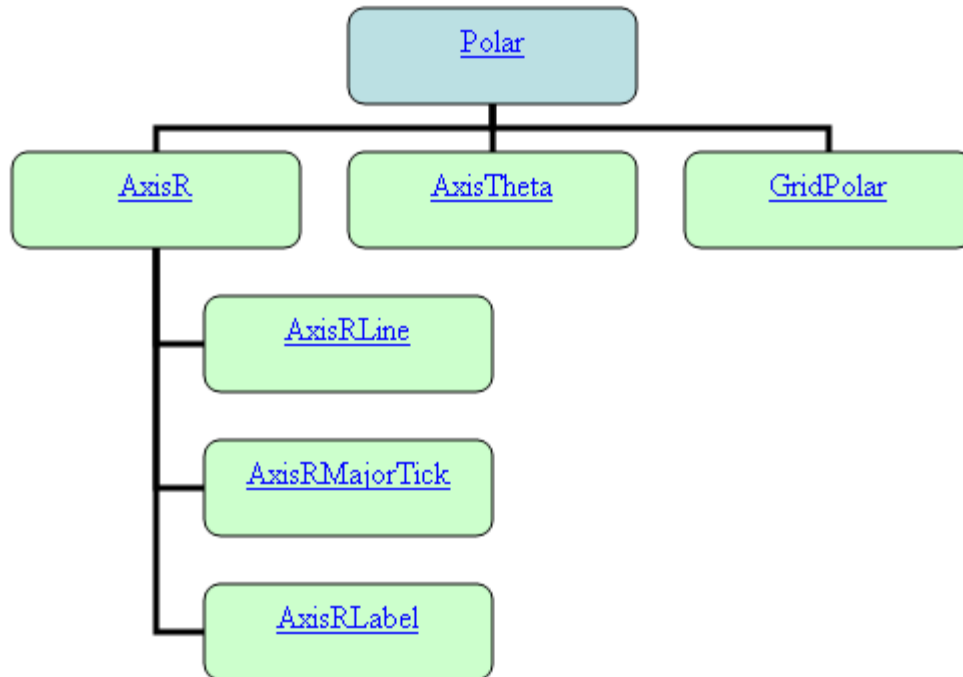 Polar
AxisR
AxisTheta
GridPolar
AxisRLine
AxisRMajorTick
AxisRLabel